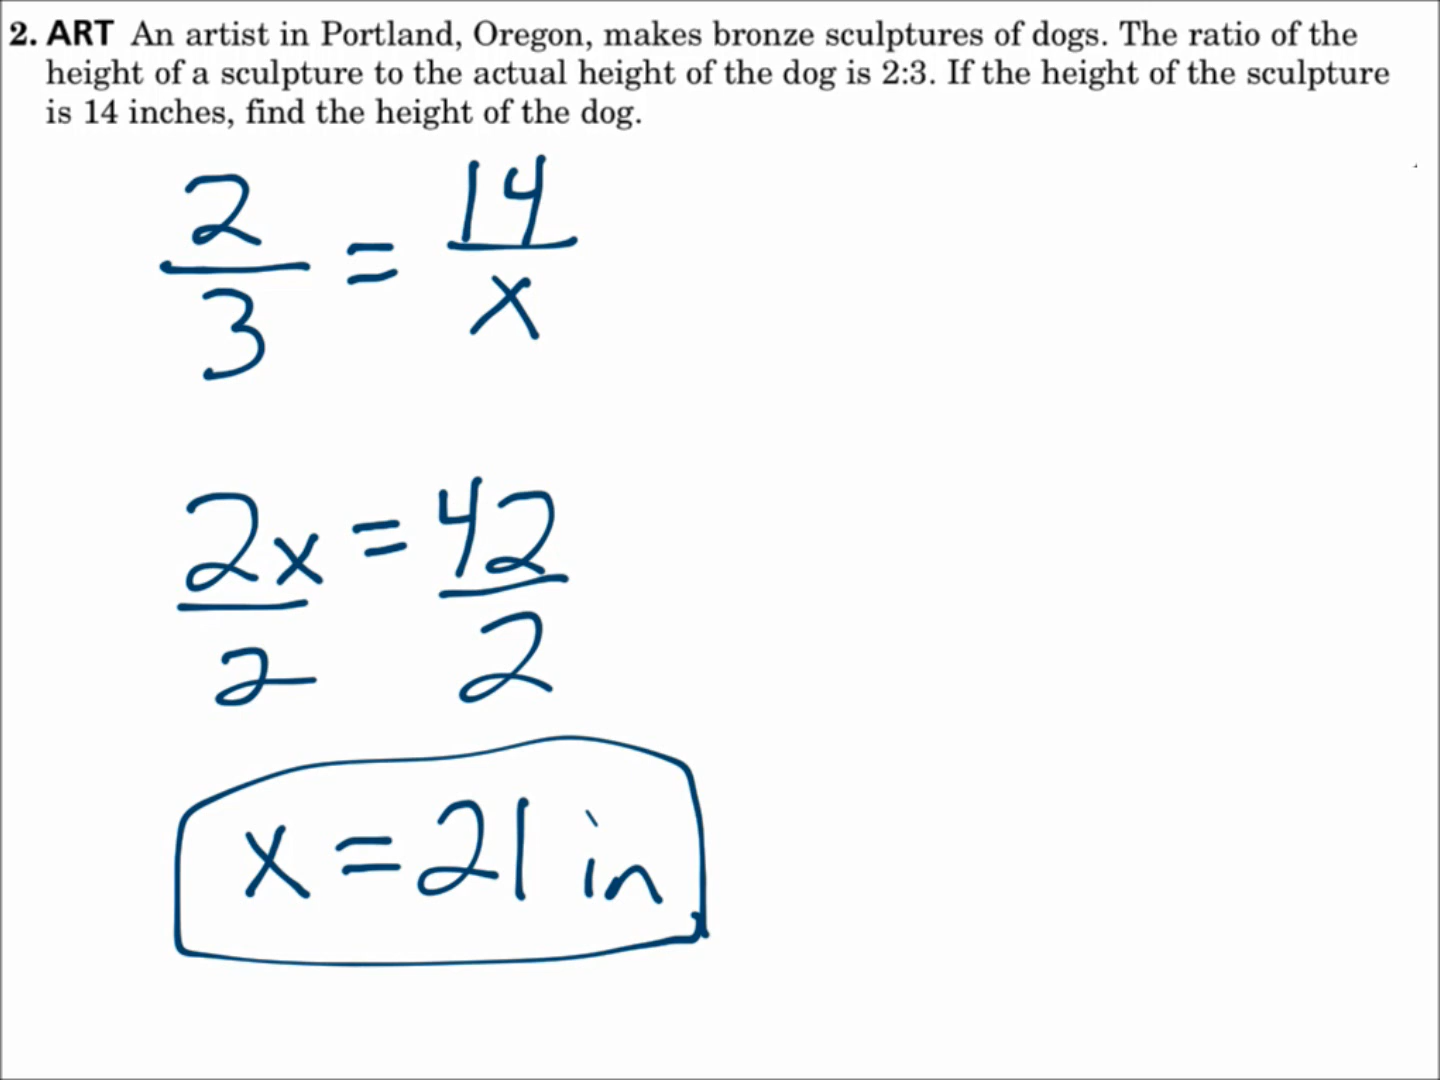 2. ART An artist in Portland, Oregon, makes bronze sculptures of dogs. The ratio of the
height of a sculpture to the actual height of the dog is 2:3. If the height of the sculpture
is 14 inches, find the height of the dog.
2/3 = 14/x
2x/2 = 42/2
x = 21 in